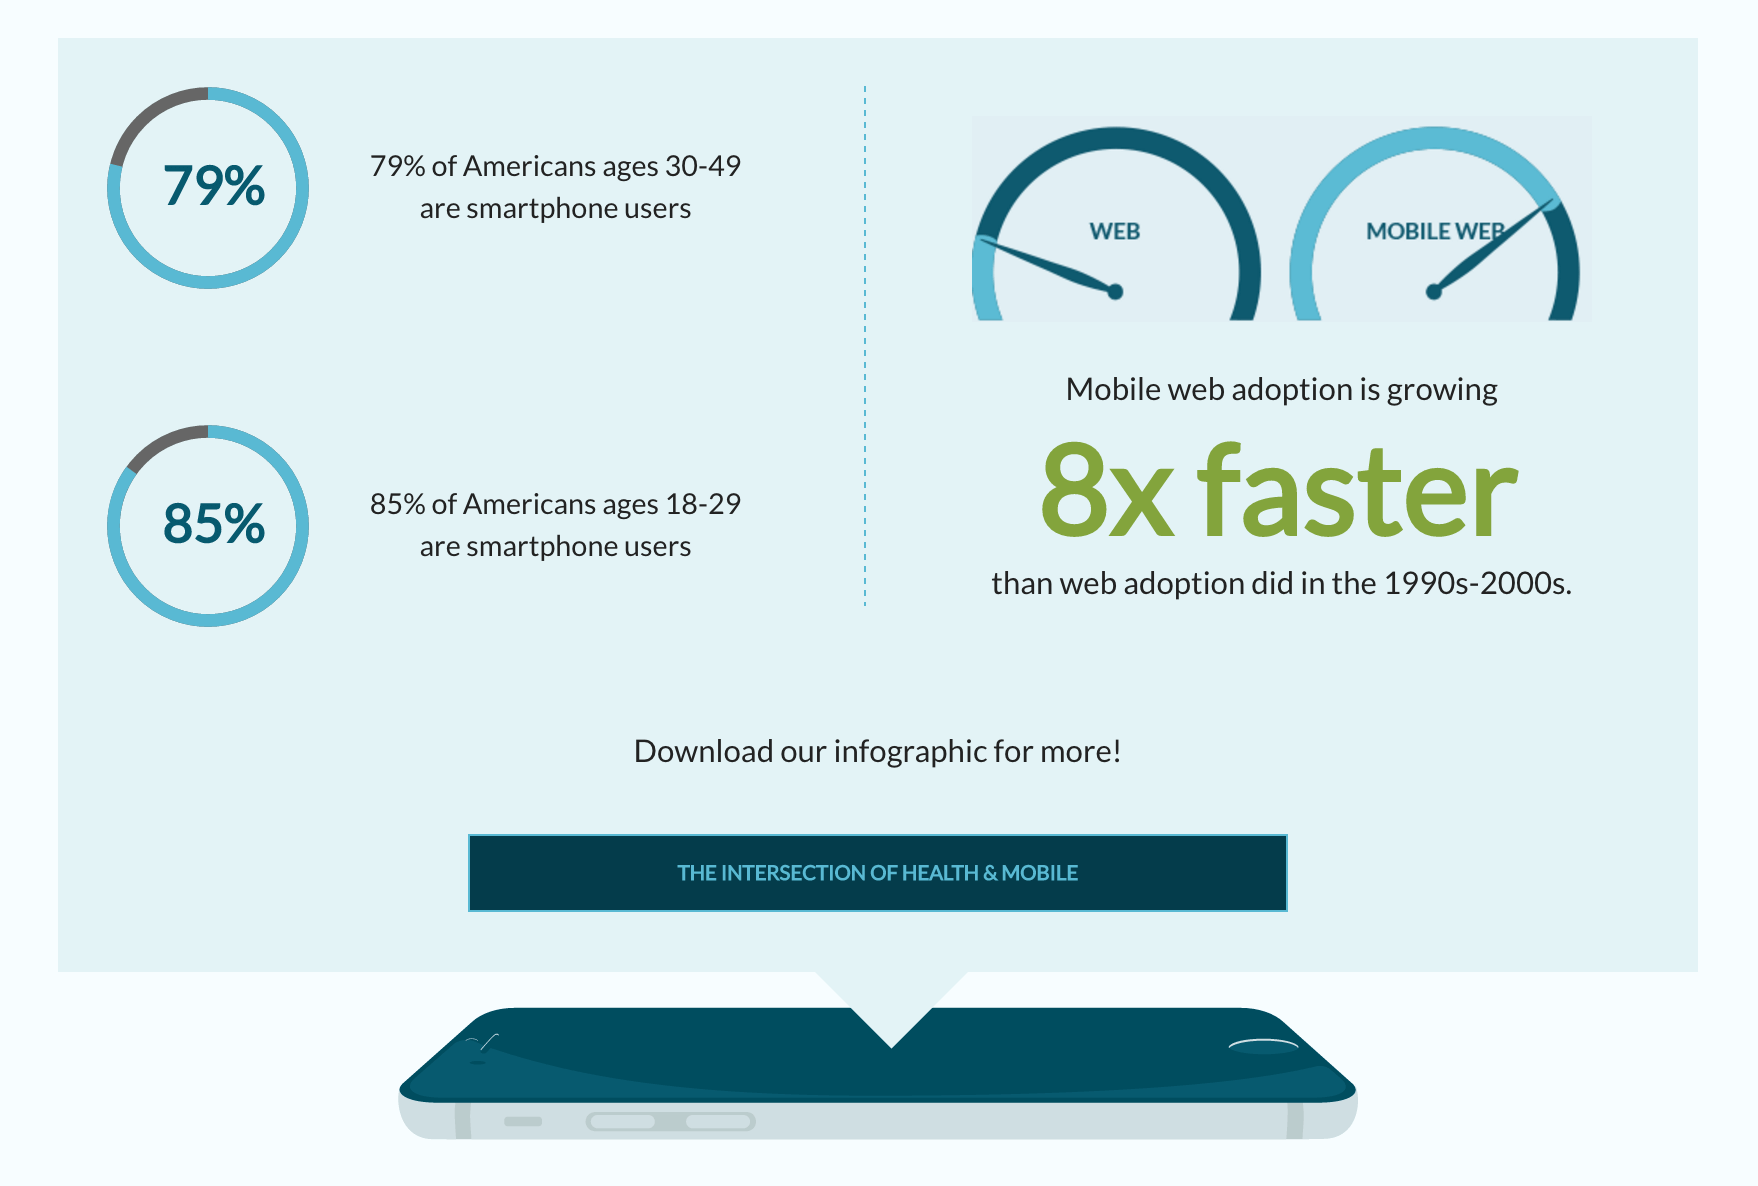 79%
79% of Americans ages 30-49
are smartphone users
85%
85% of Americans ages 18-29
are smartphone users
WEB
MOBILE WEB
Mobile web adoption is growing
8x faster
than web adoption did in the 1990s-2000s.
Download our infographic for more!
THE INTERSECTION OF HEALTH & MOBILE